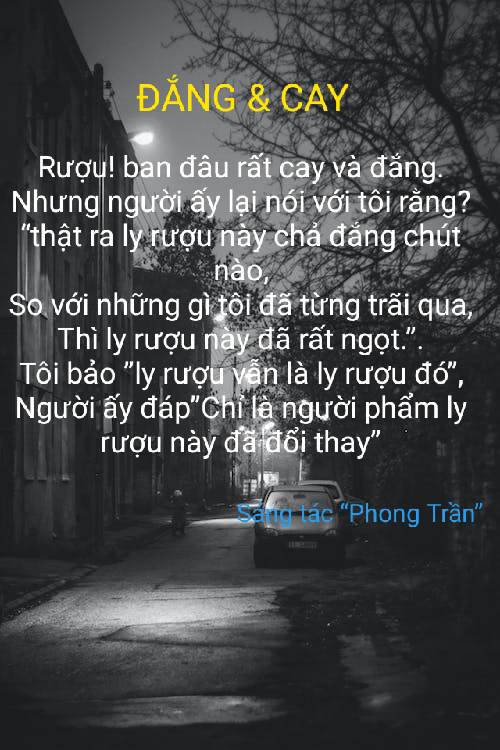 ĐẮNG & CAY
Rượu! ban đâu rất cay và đắng.
Nhưng người ấy lại nói với tôi rằng?
“thật ra ly rượu này chả đắng chút
nào,
So với những gì tôi đã từng trãi qua,
Thì ly rượu này đã rất ngọt.”.
Tôi bảo ”ly rượu vẫn là ly rượu đó”,
Người ấy đáp”Chỉ là người phẩm ly
rượu này đã đổi thay”
Sáng tác “Phong Trần”